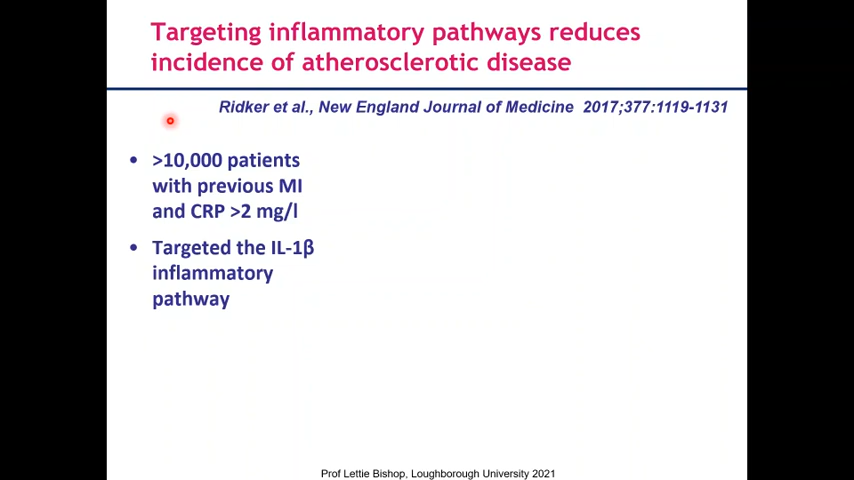 Targeting inflammatory pathways reduces
incidence of atherosclerotic disease
Ridker et al., New England Journal of Medicine 2017;377:1119-1131
• >10,000 patients
with previous MI
and CRP >2 mg/l
• Targeted the IL-1β
inflammatory
pathway
Prof Lettie Bishop, Loughborough University 2021